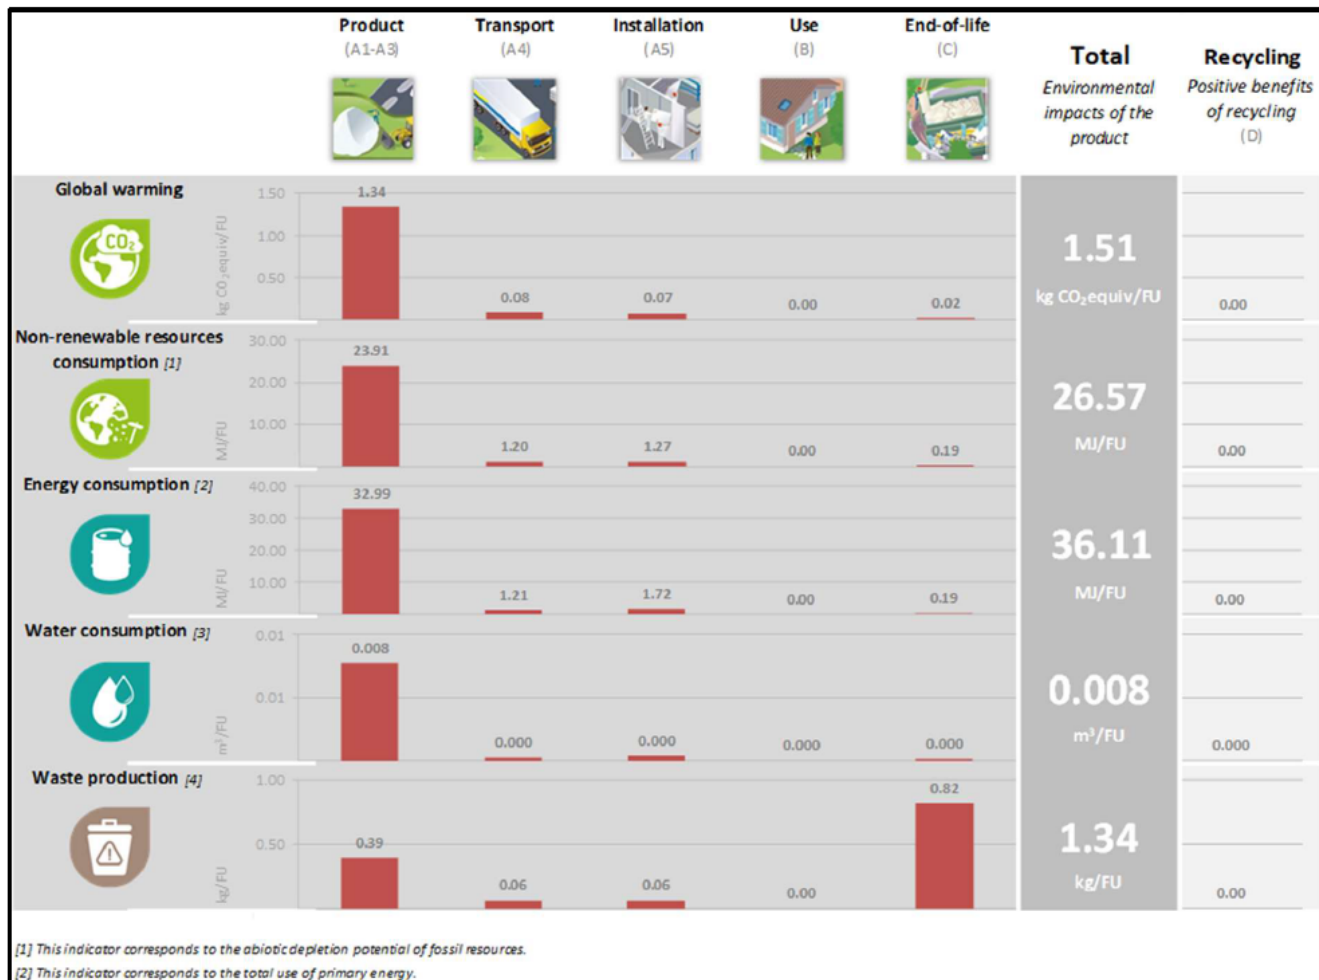 Product
(A1-A3)
Transport
(A4)
Installation
(A5)
Use
(B)
End-of-life
(C)
Total
Environmental
impacts of the
product
Recycling
Positive benefits
of recycling
(D)
Global warming
CO2
kg CO2equiv/FU
1.50
1.00
0.50
1.34
0.08
0.07
0.00
0.02
1.51
kg CO2equiv/FU
0.00
Non-renewable resources
consumption [1]
MJ/FU
30.00
20.00
10.00
23.91
1.20
1.27
0.00
0.19
26.57
MJ/FU
0.00
Energy consumption [2]
MJ/FU
40.00
30.00
20.00
10.00
32.99
1.21
1.72
0.00
0.19
36.11
MJ/FU
0.00
Water consumption [3]
m³/FU
0.01
0.01
0.008
0.000
0.000
0.000
0.000
0.008
m³/FU
0.000
Waste production [4]
kg/FU
1.00
0.50
0.39
0.06
0.06
0.00
0.82
1.34
kg/FU
0.00
[1] This indicator corresponds to the abiotic depletion potential of fossil resources.
[2] This indicator corresponds to the total use of primary energy.